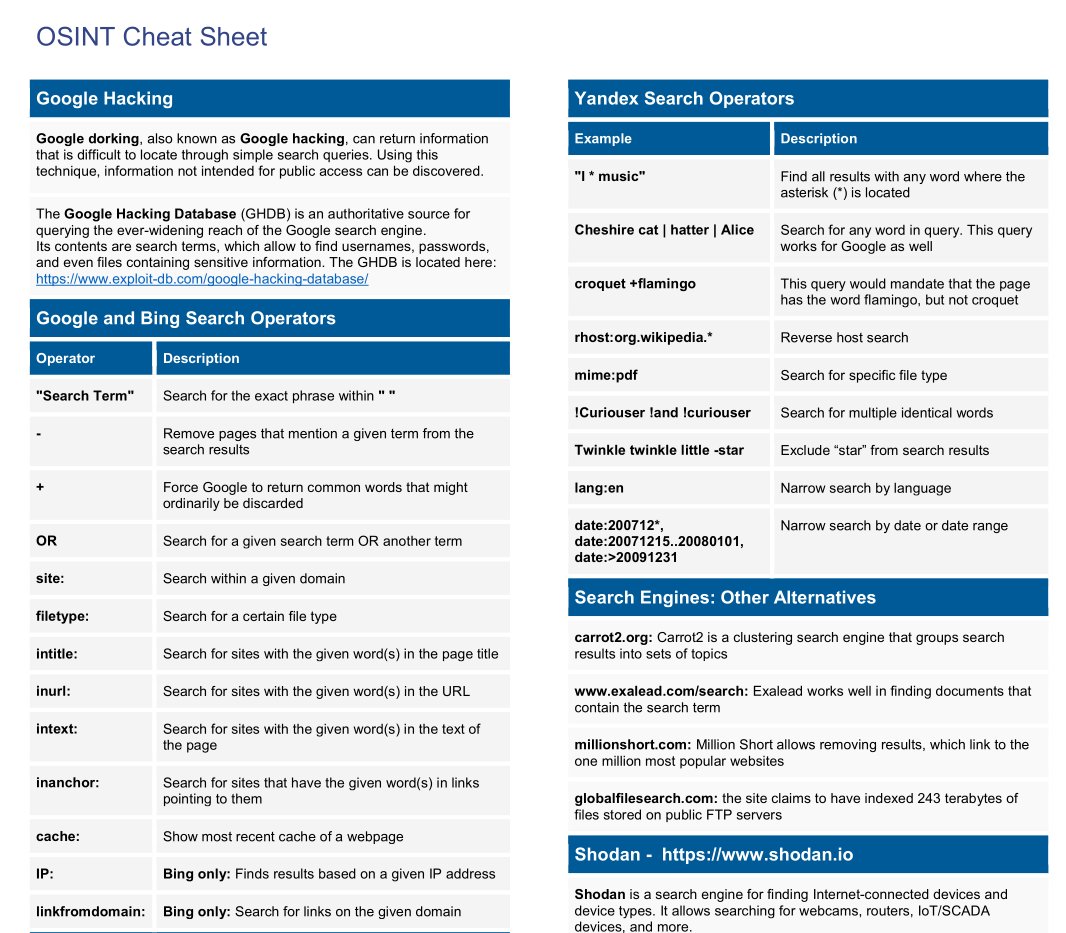 OSINT Cheat Sheet
Google Hacking
Google dorking, also known as Google hacking, can return information
that is difficult to locate through simple search queries. Using this
technique, information not intended for public access can be discovered.
The Google Hacking Database (GHDB) is an authoritative source for
querying the ever-widening reach of the Google search engine.
Its contents are search terms, which allow to find usernames, passwords,
and even files containing sensitive information. The GHDB is located here:
https://www.exploit-db.com/google-hacking-database/
Google and Bing Search Operators
Operator Description
"Search Term" Search for the exact phrase within " "
- Remove pages that mention a given term from the
search results
+ Force Google to return common words that might
ordinarily be discarded
OR Search for a given search term OR another term
site: Search within a given domain
filetype: Search for a certain file type
intitle: Search for sites with the given word(s) in the page title
inurl: Search for sites with the given word(s) in the URL
intext: Search for sites with the given word(s) in the text of
the page
inanchor: Search for sites that have the given word(s) in links
pointing to them
cache: Show most recent cache of a webpage
IP: Bing only: Finds results based on a given IP address
linkfromdomain: Bing only: Search for links on the given domain
Yandex Search Operators
Example Description
"I * music" Find all results with any word where the
asterisk (*) is located
Cheshire cat | hatter | Alice Search for any word in query. This query
works for Google as well
croquet +flamingo This query would mandate that the page
has the word flamingo, but not croquet
rhost:org.wikipedia.* Reverse host search
mime:pdf Search for specific file type
!Curiouser !and !curiouser Search for multiple identical words
Twinkle twinkle little -star Exclude “star” from search results
lang:en Narrow search by language
date:200712*, Narrow search by date or date range
date:20071215..20080101,
date:>20091231
Search Engines: Other Alternatives
carrot2.org: Carrot2 is a clustering search engine that groups search
results into sets of topics
www.exalead.com/search: Exalead works well in finding documents that
contain the search term
millionshort.com: Million Short allows removing results, which link to the
one million most popular websites
globalfilesearch.com: the site claims to have indexed 243 terabytes of
files stored on public FTP servers
Shodan - https://www.shodan.io
Shodan is a search engine for finding Internet-connected devices and
device types. It allows searching for webcams, routers, IoT/SCADA
devices, and more.